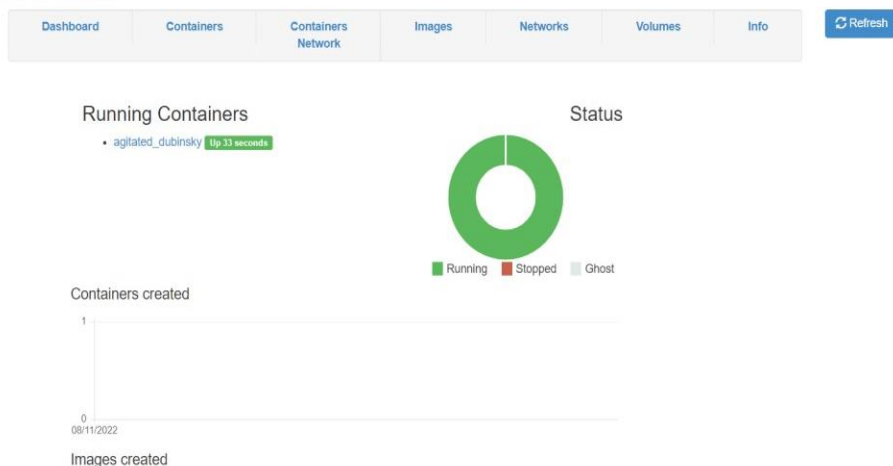 Dashboard
Containers
Containers
Network
Images
Networks
Volumes
Info
Refresh
Running Containers
agitated_dubinsky Up 33 seconds
Status
Running Stopped Ghost
Containers created
1
0
08/11/2022
Images created